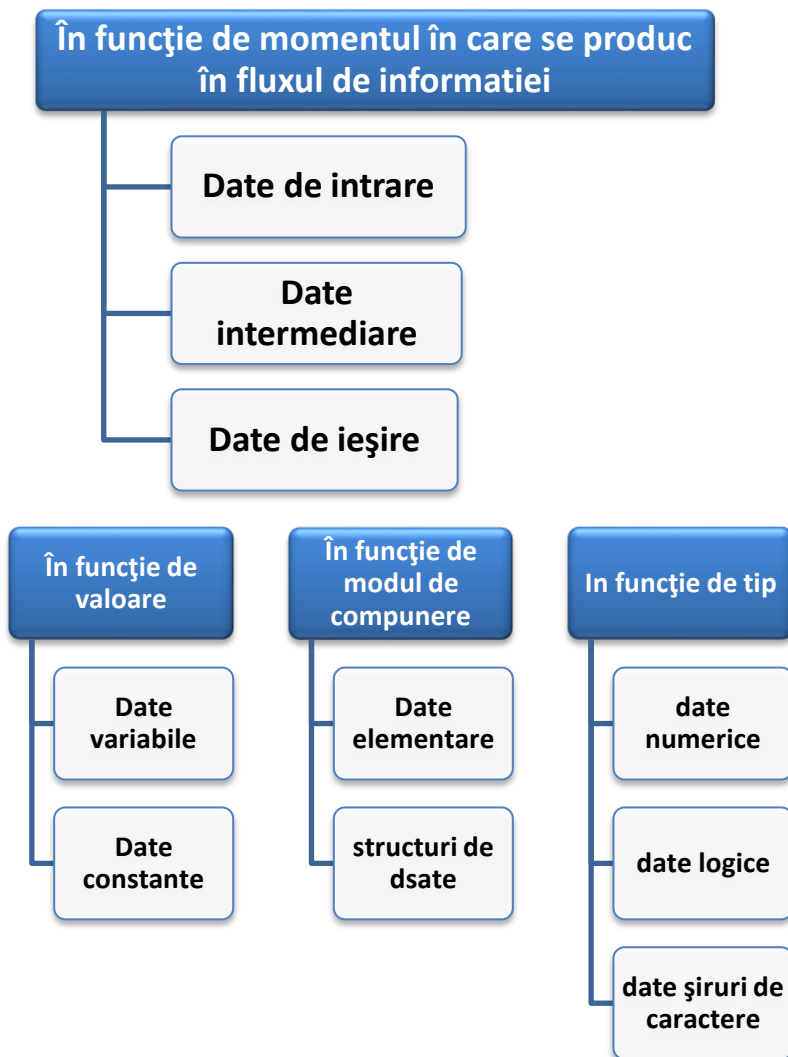 În funcţie de momentul în care se produc
în fluxul de informatiei
Date de intrare
Date
intermediare
Date de ieşire
În funcţie de
valoare
Date
variabile
Date
constante
În funcţie de
modul de
compunere
Date
elementare
structuri de
dsate
In funcţie de tip
date
numerice
date logice
date şiruri de
caractere